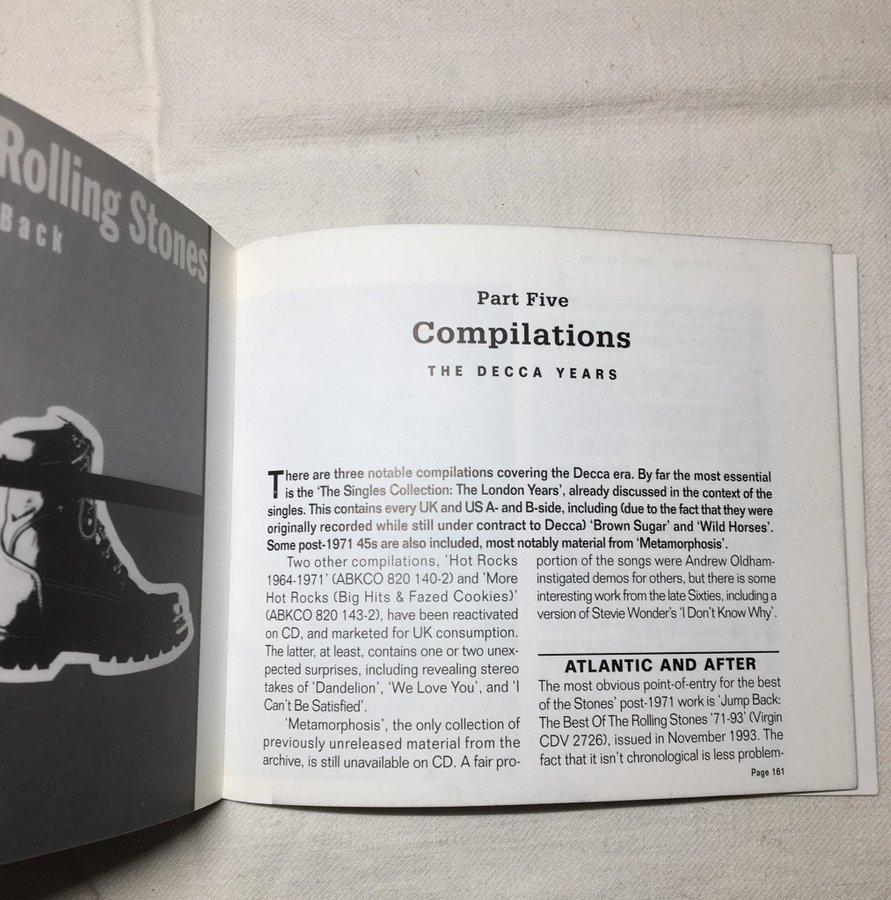 Rolling Stones
Back
Part Five
Compilations
THE DECCA YEARS
There are three notable compilations covering the Decca era. By far the most essential
is the ‘The Singles Collection: The London Years’, already discussed in the context of the
singles. This contains every UK and US A- and B-side, including (due to the fact that they were
originally recorded while still under contract to Decca) ‘Brown Sugar’ and ‘Wild Horses’.
Some post-1971 45s are also included, most notably material from ‘Metamorphosis’.
Two other compilations, ‘Hot Rocks
1964-1971’ (ABKCO 820 140-2) and ‘More
Hot Rocks (Big Hits & Fazed Cookies)’
(ABKCO 820 143-2), have been reactivated
on CD, and marketed for UK consumption.
The latter, at least, contains one or two unex-
pected surprises, including revealing stereo
takes of ‘Dandelion’, ‘We Love You’, and ‘I
Can’t Be Satisfied’.
‘Metamorphosis’, the only collection of
previously unreleased material from the
archive, is still unavailable on CD. A fair pro-
portion of the songs were Andrew Oldham-
instigated demos for others, but there is some
interesting work from the late Sixties, including a
version of Stevie Wonder’s ‘I Don’t Know Why’.
ATLANTIC AND AFTER
The most obvious point-of-entry for the best
of the Stones’ post-1971 work is ‘Jump Back:
The Best Of The Rolling Stones ’71-93’ (Virgin
CDV 2726), issued in November 1993. The
fact that it isn’t chronological is less problem-
Page 161